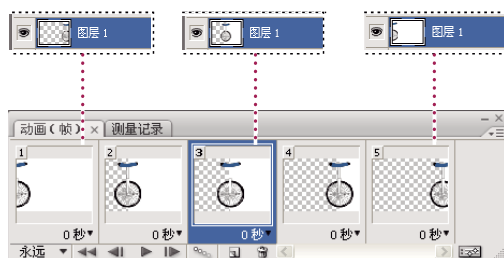 图层 1 图层 1 图层 1
动画(帧) × 测量记录
1 2 3 4 5
0 秒 0 秒 0 秒 0 秒 0 秒
永远